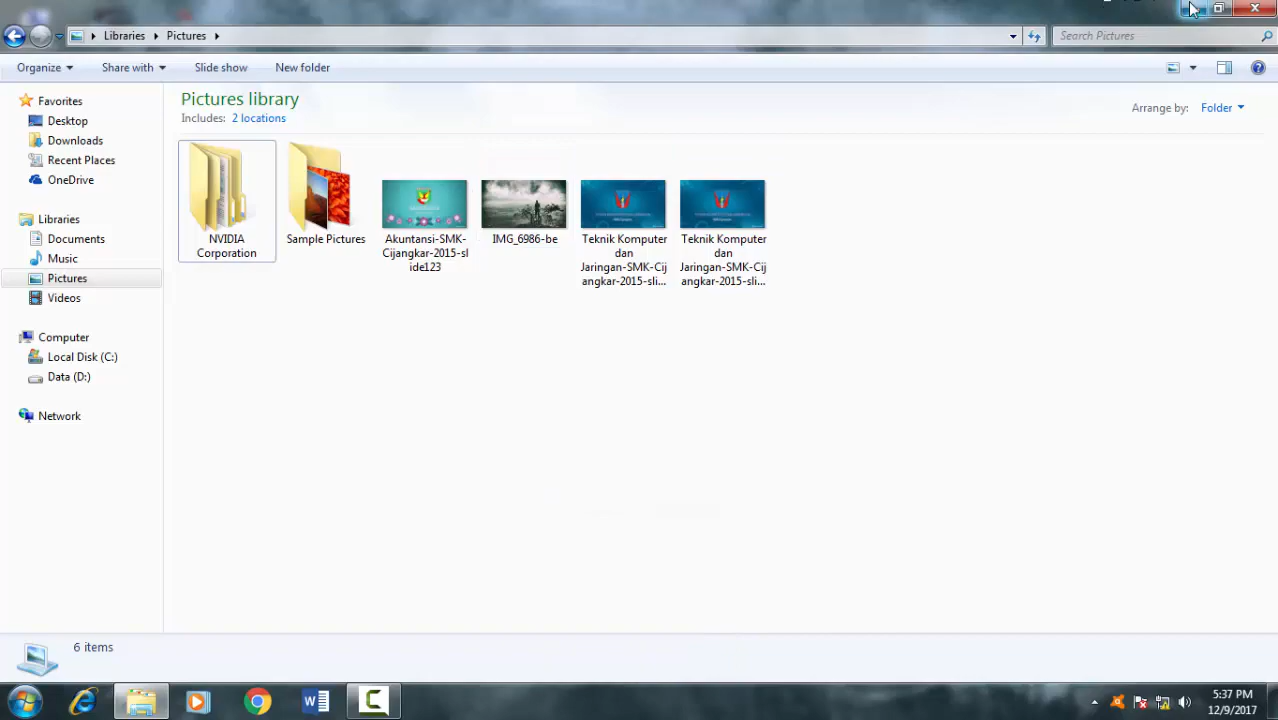 Libraries Pictures
Search Pictures
Organize Share with Slide show New folder
Favorites
Desktop
Downloads
Recent Places
OneDrive
Libraries
Documents
Music
Pictures
Videos
Computer
Local Disk (C:)
Data (D:)
Network
Pictures library
Includes: 2 locations
Arrange by: Folder
NVIDIA
Corporation
Sample Pictures
Akuntansi-SMK-
Cijangkar-2015-sl
ide123
IMG_6986-be
Teknik Komputer
dan
Jaringan-SMK-Cij
angkar-2015-sli...
Teknik Komputer
dan
Jaringan-SMK-Cij
angkar-2015-sli...
6 items
5:37 PM
12/9/2017